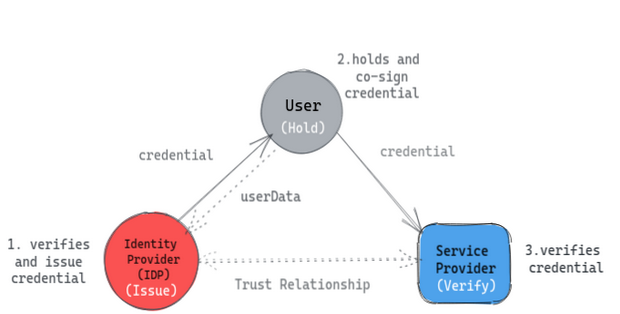 2.holds and
co-sign
credential
User
(Hold)
credential
credential
userData
1. verifies
and issue
credential
Identity
Provider
(IDP)
(Issue)
Service
Provider
(Verify)
3.verifies
credential
Trust Relationship